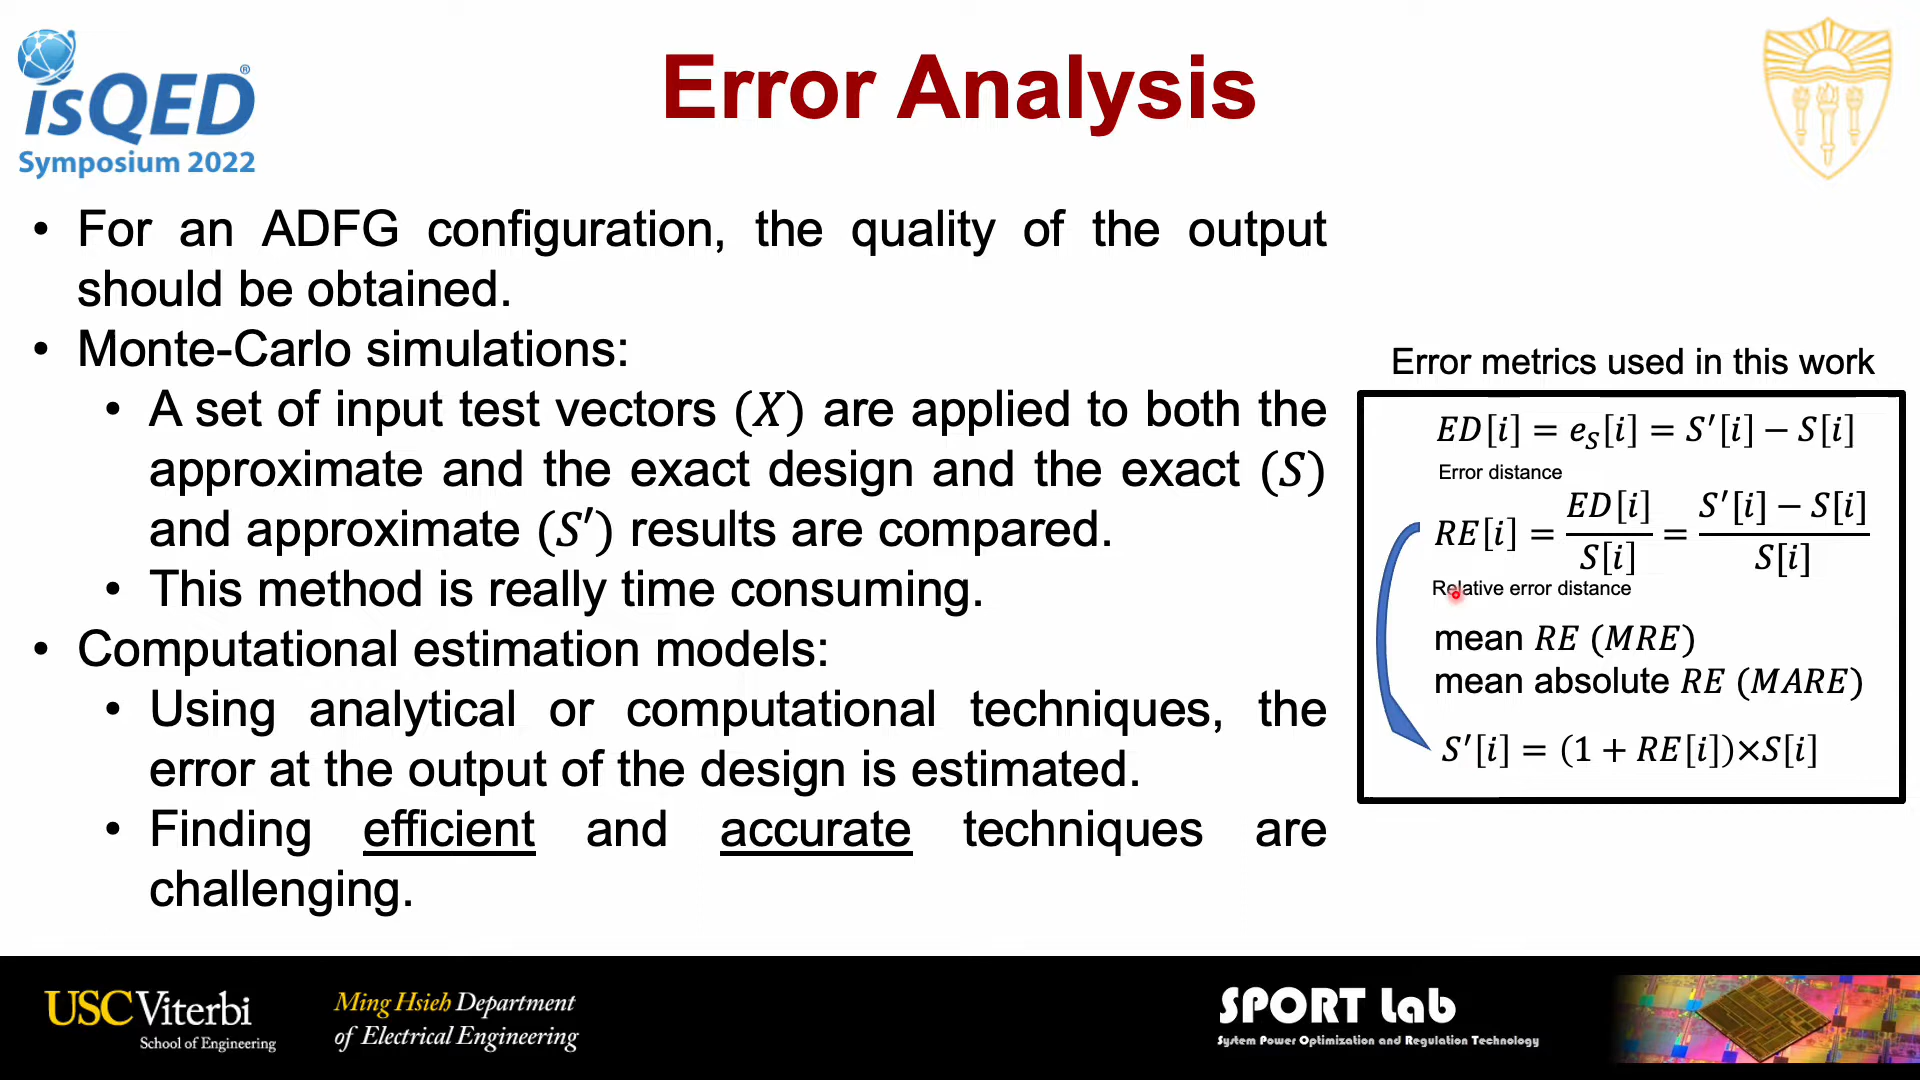 isQED®
Symposium 2022
Error Analysis
• For an ADFG configuration, the quality of the output
should be obtained.
• Monte-Carlo simulations:
• A set of input test vectors (X) are applied to both the
approximate and the exact design and the exact (S)
and approximate (S′) results are compared.
• This method is really time consuming.
• Computational estimation models:
• Using analytical or computational techniques, the
error at the output of the design is estimated.
• Finding efficient and accurate techniques are
challenging.
Error metrics used in this work
ED[i] = e_S[i] = S′[i] − S[i]
Error distance
RE[i] = ED[i]/S[i] = (S′[i] − S[i])/S[i]
Relative error distance
mean RE (MRE)
mean absolute RE (MARE)
S′[i] = (1 + RE[i])×S[i]
USC Viterbi
School of Engineering
Ming Hsieh Department
of Electrical Engineering
SPORT Lab
System Power Optimization and Regulation Technology